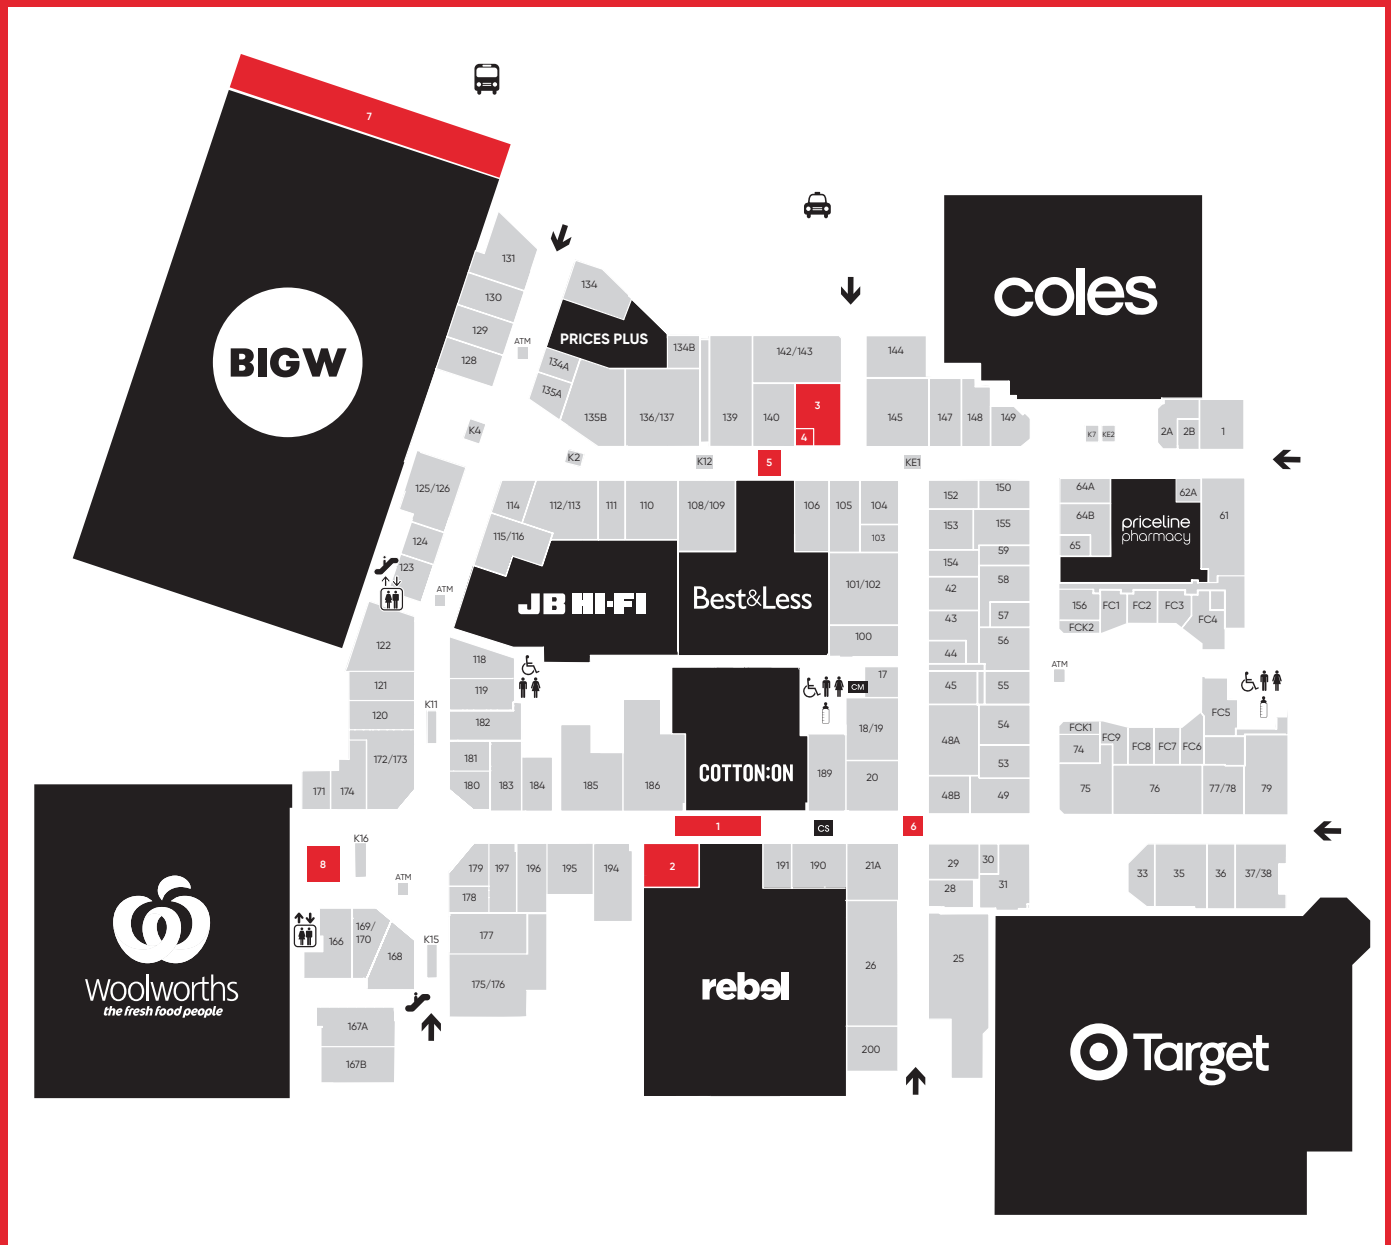 7
131
130
129
128
ATM
134
PRICES PLUS
134A
135A
134B
135B
136/137
139
142/143
140
3
4
144
145
147
148
149
coles
K7
KE2
2A
2B
1
BIGW
K4
K2
K12
5
KE1
125/126
124
123
ATM
114
112/113
111
110
108/109
115/116
106
105
104
103
101/102
100
JB HI-FI
Best&Less
152
150
153
155
59
154
58
42
57
43
56
44
45
55
54
48A
53
48B
49
64A
62A
64B
65
61
priceline
pharmacy
156
FCK2
FC1
FC2
FC3
FC4
ATM
FC5
FCK1
FC9
74
FC8
FC7
FC6
75
76
77/78
79
122
121
120
172/173
171
174
K11
118
119
182
181
180
183
184
185
186
COTTON:ON
CM
17
18/19
189
20
1
CS
6
8
K16
ATM
179
197
196
195
194
178
177
175/176
K15
166
169/
170
168
167A
167B
Woolworths
the fresh food people
2
191
190
21A
rebel
26
200
29
30
28
31
25
33
35
36
37/38
Target